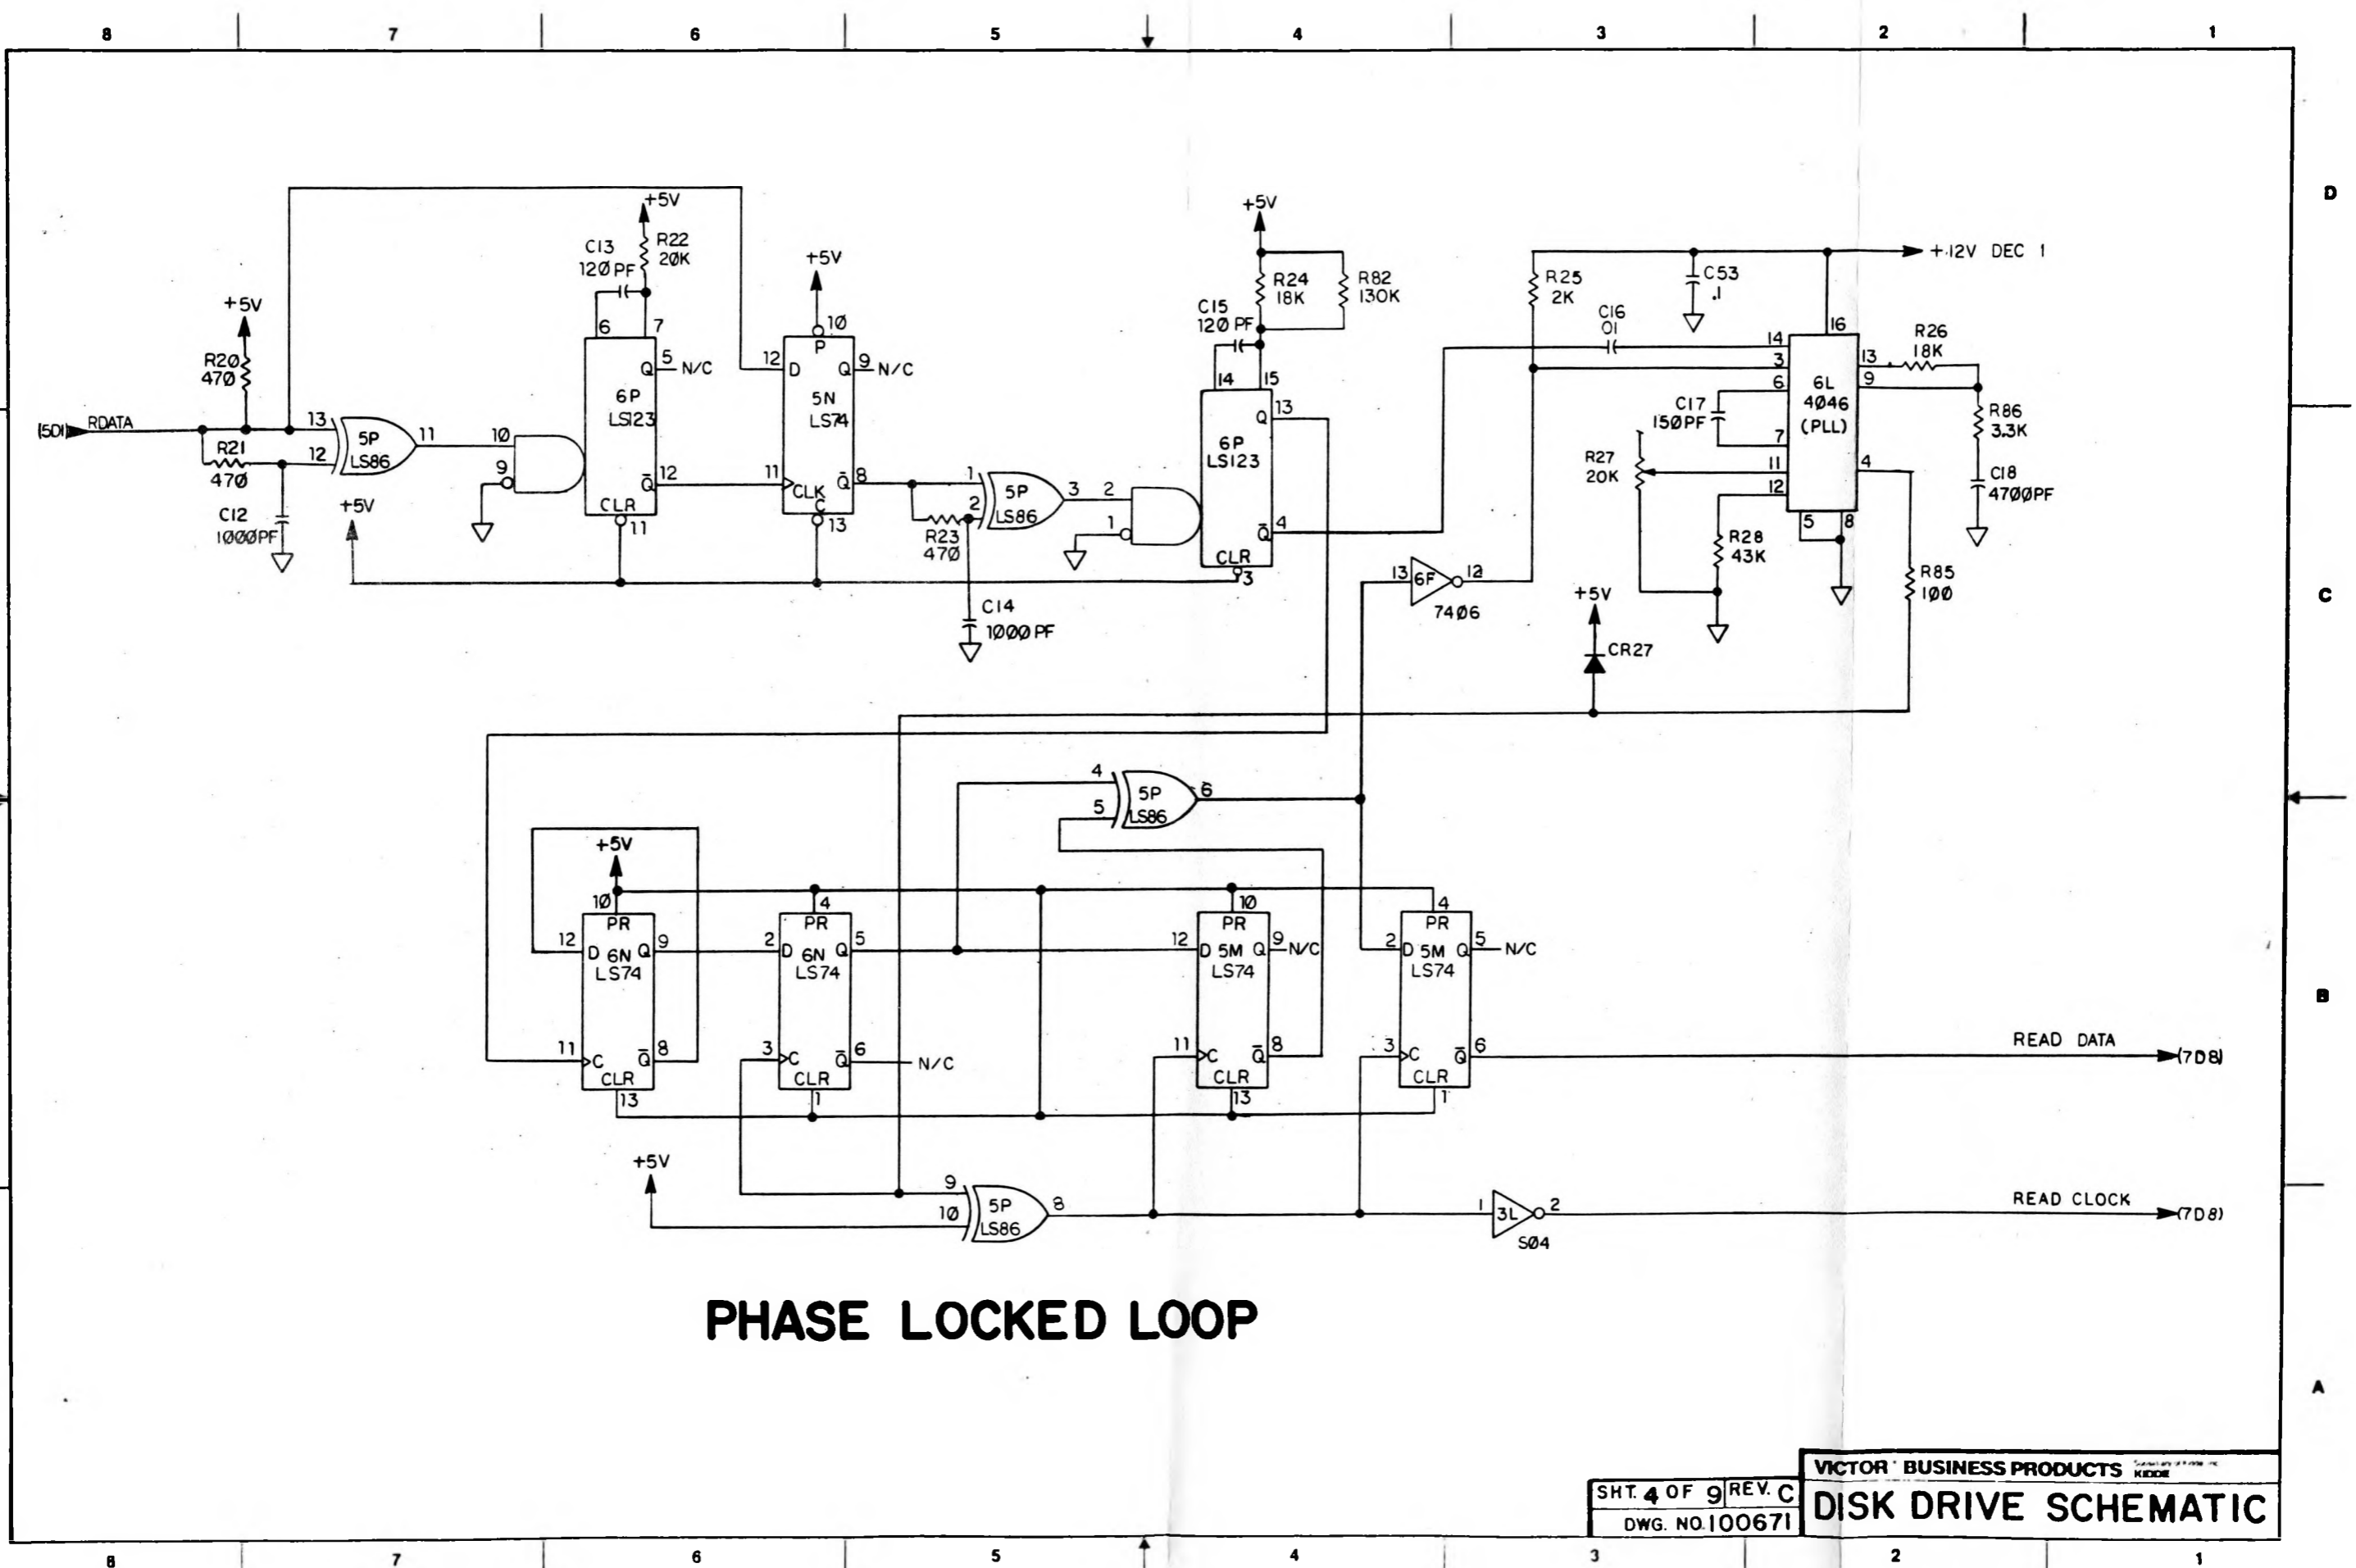 8 7 6 5 4 3 2 1
D
C
B
A
+5V
R20
470
(5D1) RDATA
R21
470
C12
1000PF
+5V
13
12
5P
LS86
11
10
9
C13
120PF
+5V
R22
20K
6 7
6P
LS123
Q 5 N/C
Q̄ 12
CLR
11
+5V
10
P
12 D Q 9 N/C
5N
LS74
11 CLK Q̄ 8
C
13
R23
470
C14
1000PF
1
2
5P
LS86
3 2
1
+5V
R24
18K
R82
130K
C15
120PF
14 15
13
Q
6P
LS123
Q̄ 4
CLR
3
R25
2K
C53
.1
+12V DEC 1
C16
01
14
3
6
7
11
12
16
6L
4046
(PLL)
13
9
4
5 8
R26
18K
R86
3.3K
C18
4700PF
C17
150PF
R27
20K
R28
43K
R85
100
13 6F 12
7406
+5V
CR27
4
5
5P
LS86
6
+5V
10
PR
12 D 6N Q 9
LS74
11 C Q̄ 8
CLR
13
4
PR
2 D 6N Q 5
LS74
3 C Q̄ 6 N/C
CLR
1
10
PR
12 D 5M Q 9 N/C
LS74
11 C Q̄ 8
CLR
13
4
PR
2 D 5M Q 5 N/C
LS74
3 C Q̄ 6
CLR
1
READ DATA (7D8)
+5V
9
10
5P
LS86
8
1 3L 2
SØ4
READ CLOCK (7D8)
PHASE LOCKED LOOP
VICTOR BUSINESS PRODUCTS KIDDE
SHT. 4 OF 9 REV. C
DWG. NO. 100671
DISK DRIVE SCHEMATIC
8 7 6 5 4 3 2 1